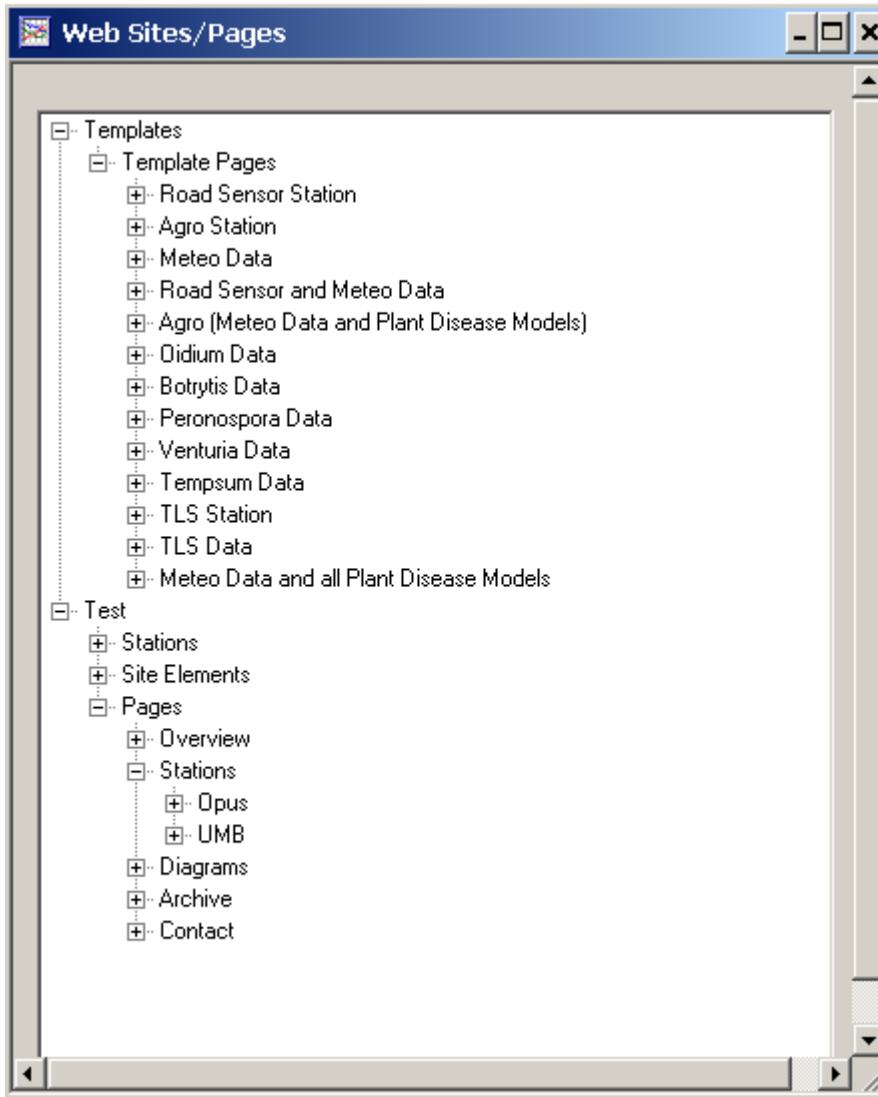 Web Sites/Pages
Templates
Template Pages
Road Sensor Station
Agro Station
Meteo Data
Road Sensor and Meteo Data
Agro (Meteo Data and Plant Disease Models)
Oidium Data
Botrytis Data
Peronospora Data
Venturia Data
Tempsum Data
TLS Station
TLS Data
Meteo Data and all Plant Disease Models
Test
Stations
Site Elements
Pages
Overview
Stations
Opus
UMB
Diagrams
Archive
Contact